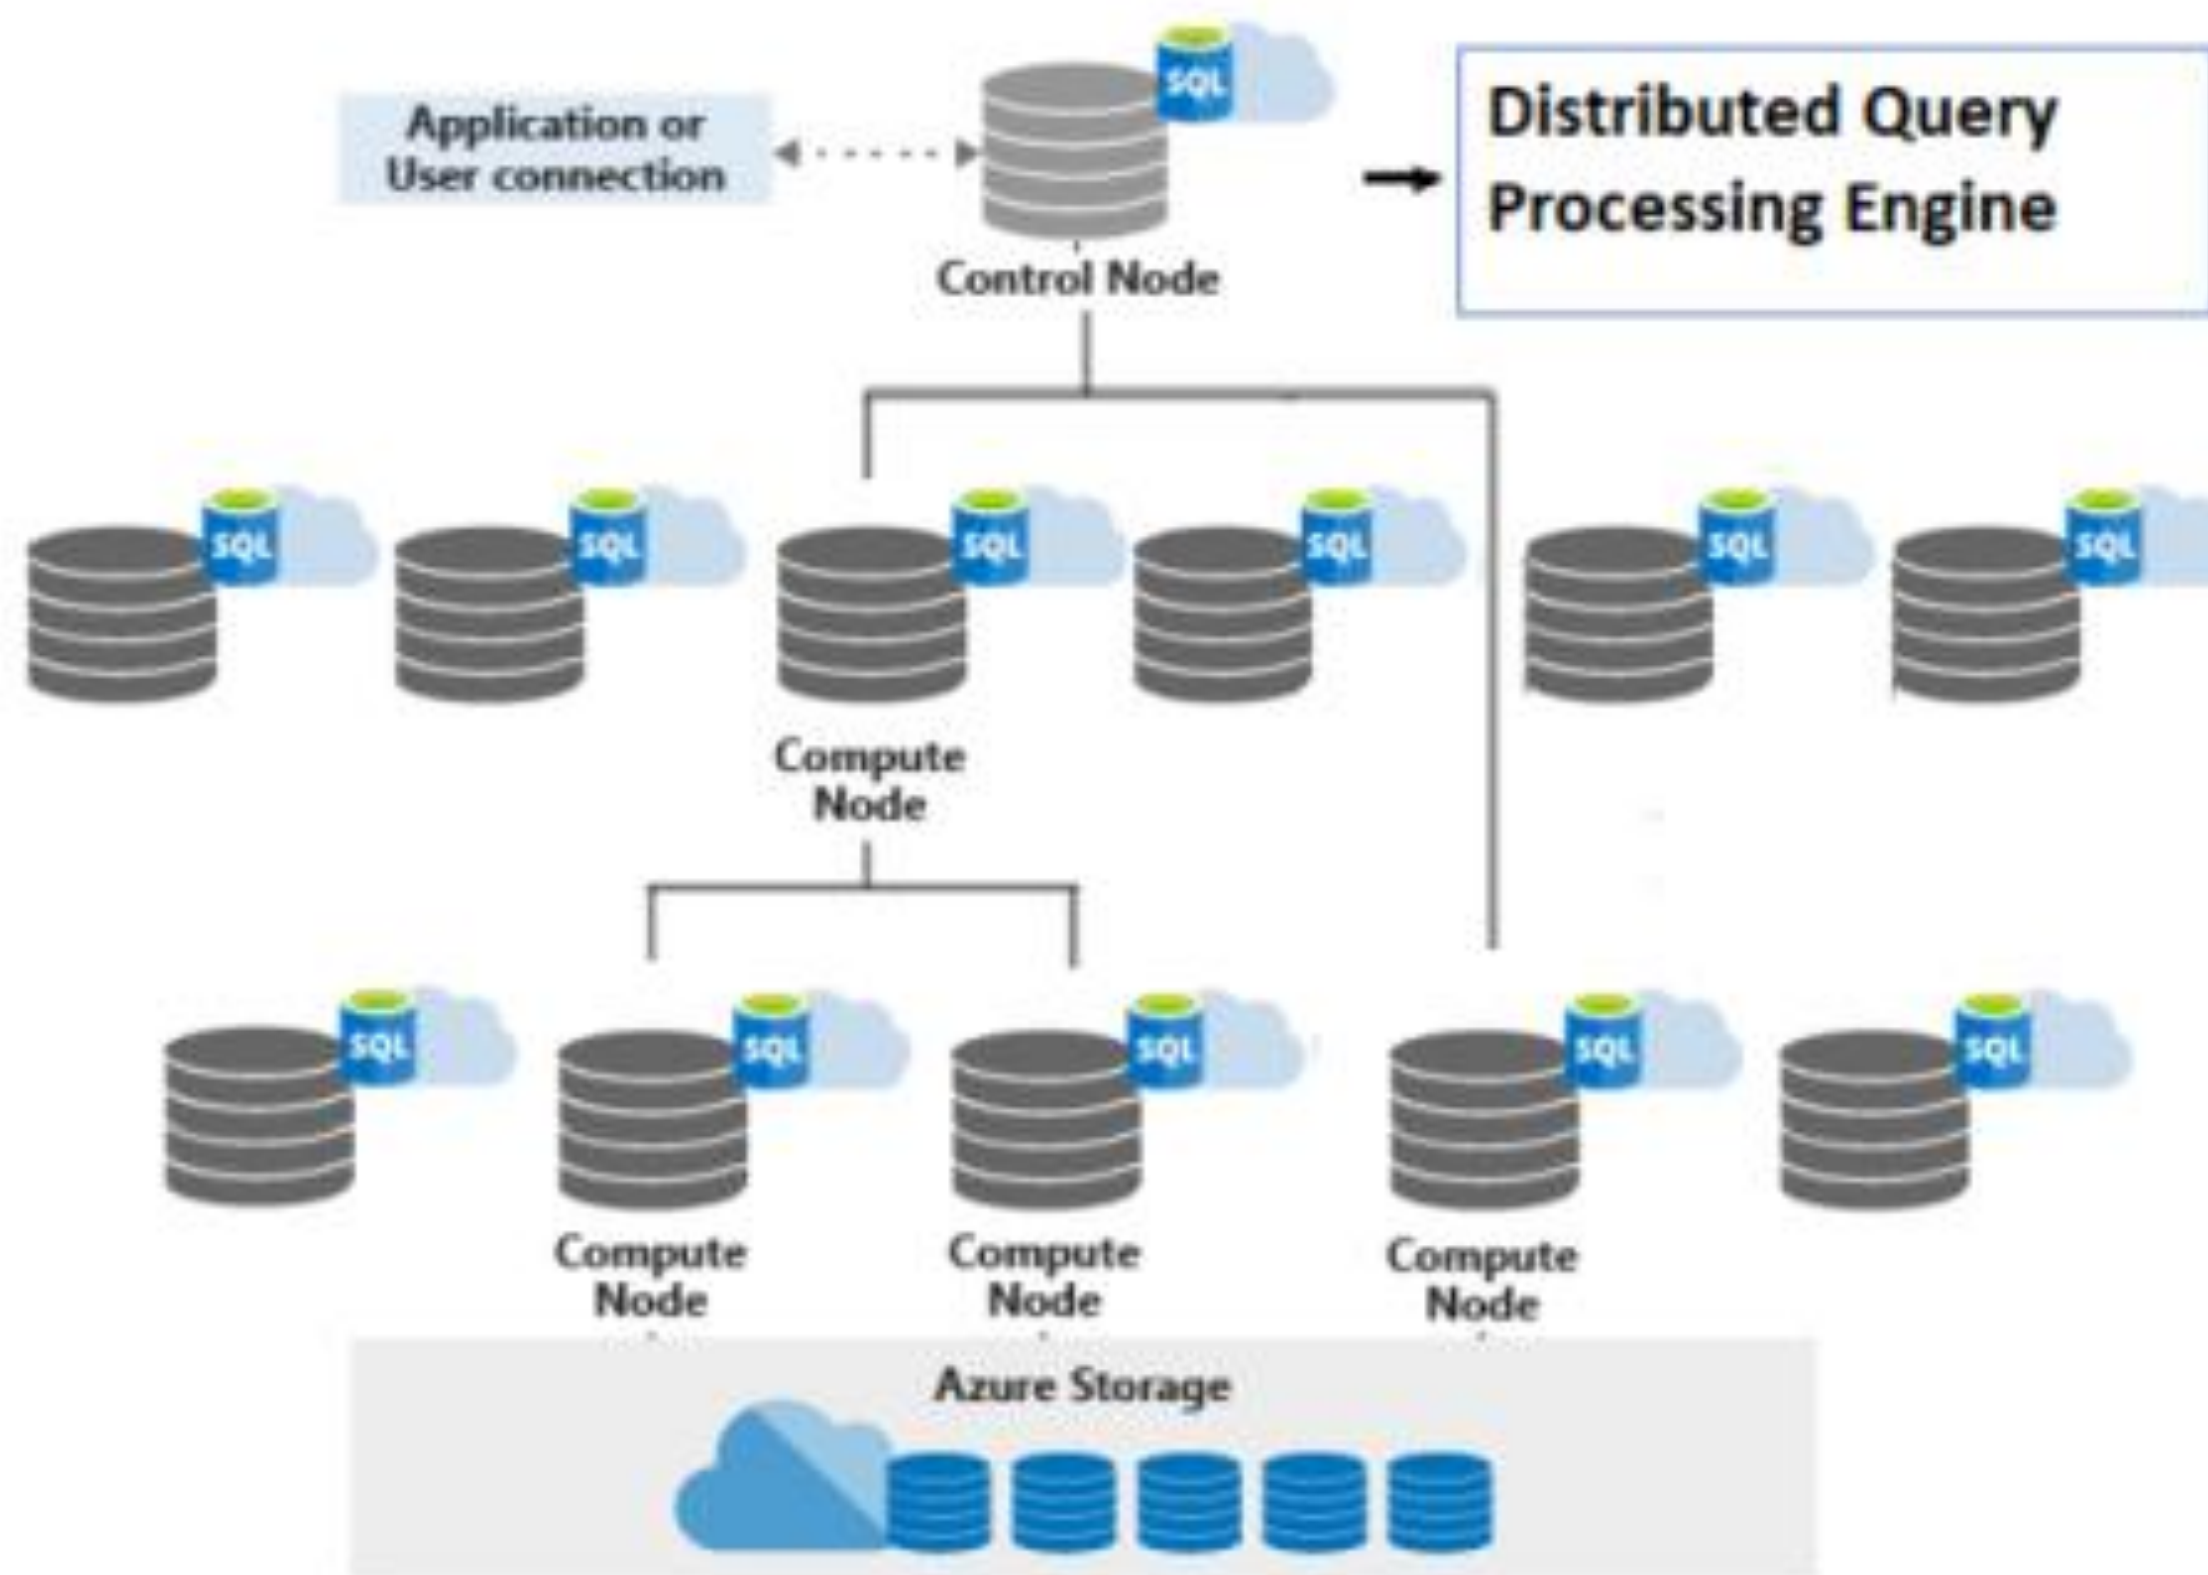 SQL
Application or
User connection
Distributed Query
Processing Engine
Control Node
SQL
SQL
SQL
SQL
SQL
SQL
Compute
Node
SQL
SQL
SQL
SQL
SQL
Compute
Node
Compute
Node
Compute
Node
Azure Storage